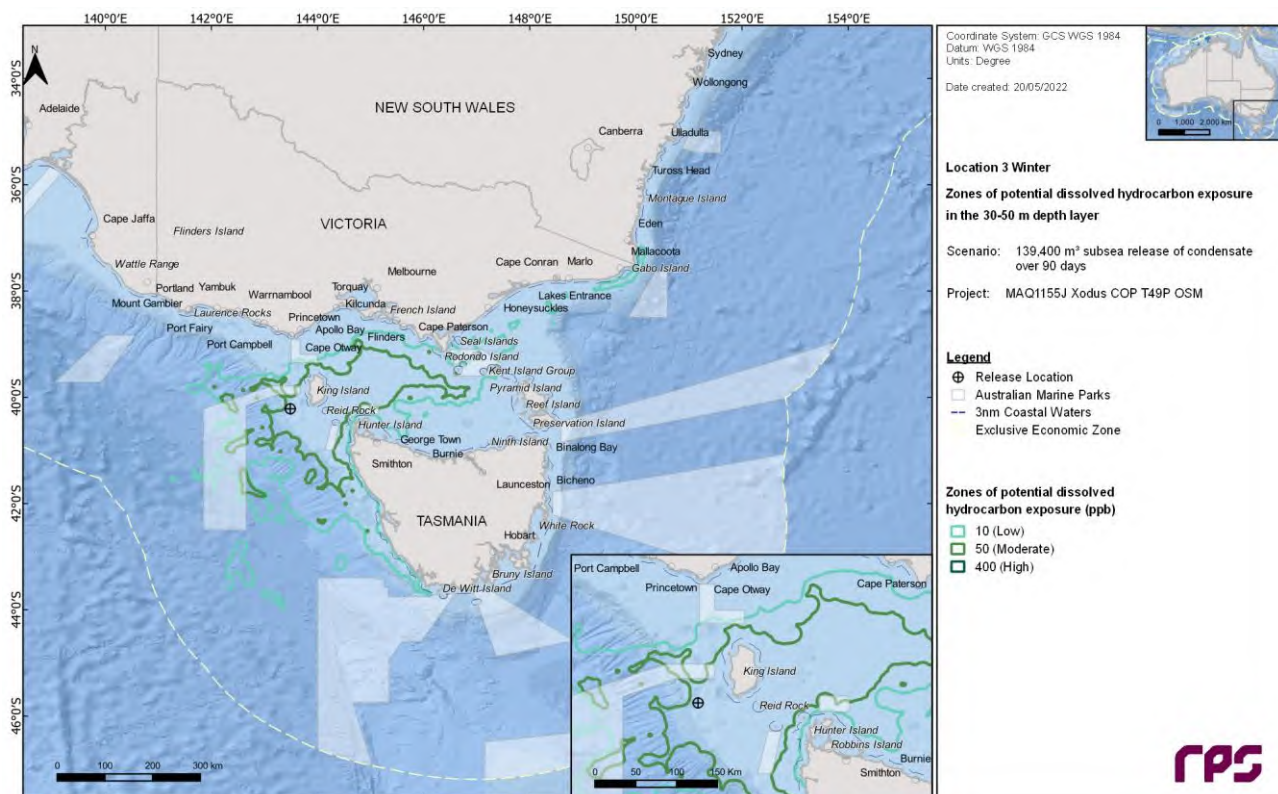 140°0'E
142°0'E
144°0'E
146°0'E
148°0'E
150°0'E
152°0'E
154°0'E
34°0'S
36°0'S
38°0'S
40°0'S
42°0'S
44°0'S
46°0'S
N
Sydney
Wollongong
Adelaide
NEW SOUTH WALES
Canberra
Ulladulla
Tuross Head
Montague Island
Cape Jaffa
Flinders Island
VICTORIA
Eden
Mallacoota
Gabo Island
Wattle Range
Melbourne
Cape Conran
Marlo
Portland
Yambuk
Torquay
Mount Gambier
Warrnambool
Kilcunda
Lakes Entrance
Laurence Rocks
French Island
Honeysuckles
Princetown
Port Fairy
Apollo Bay
Flinders
Cape Paterson
Port Campbell
Cape Otway
Seal Islands
Rodondo Island
Kent Island Group
King Island
Pyramid Island
Reid Rock
Reef Island
Hunter Island
Preservation Island
George Town
Ninth Island
Burnie
Binalong Bay
Smithton
Launceston
Bicheno
TASMANIA
White Rock
Hobart
Bruny Island
De Witt Island
0 100 200 300 km
Port Campbell
Apollo Bay
Princetown
Cape Otway
Cape Paterson
King Island
Reid Rock
Hunter Island
Robbins Island
Burnie
Smithton
0 50 100 150 Km
Coordinate System: GCS WGS 1984
Datum: WGS 1984
Units: Degree
Date created: 20/05/2022
0 1,000 2,000 km
Location 3 Winter
Zones of potential dissolved hydrocarbon exposure
in the 30-50 m depth layer
Scenario: 139,400 m³ subsea release of condensate
over 90 days
Project: MAQ1155J Xodus COP T49P OSM
Legend
Release Location
Australian Marine Parks
3nm Coastal Waters
Exclusive Economic Zone
Zones of potential dissolved
hydrocarbon exposure (ppb)
10 (Low)
50 (Moderate)
400 (High)
rps